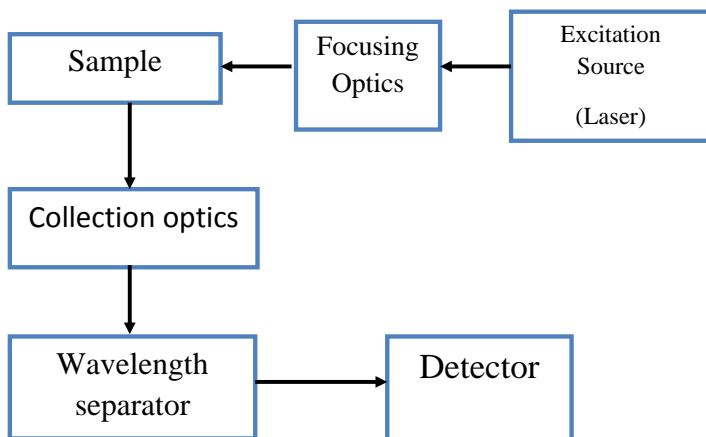 Sample
Focusing
Optics
Excitation
Source
(Laser)
Collection optics
Wavelength
separator
Detector